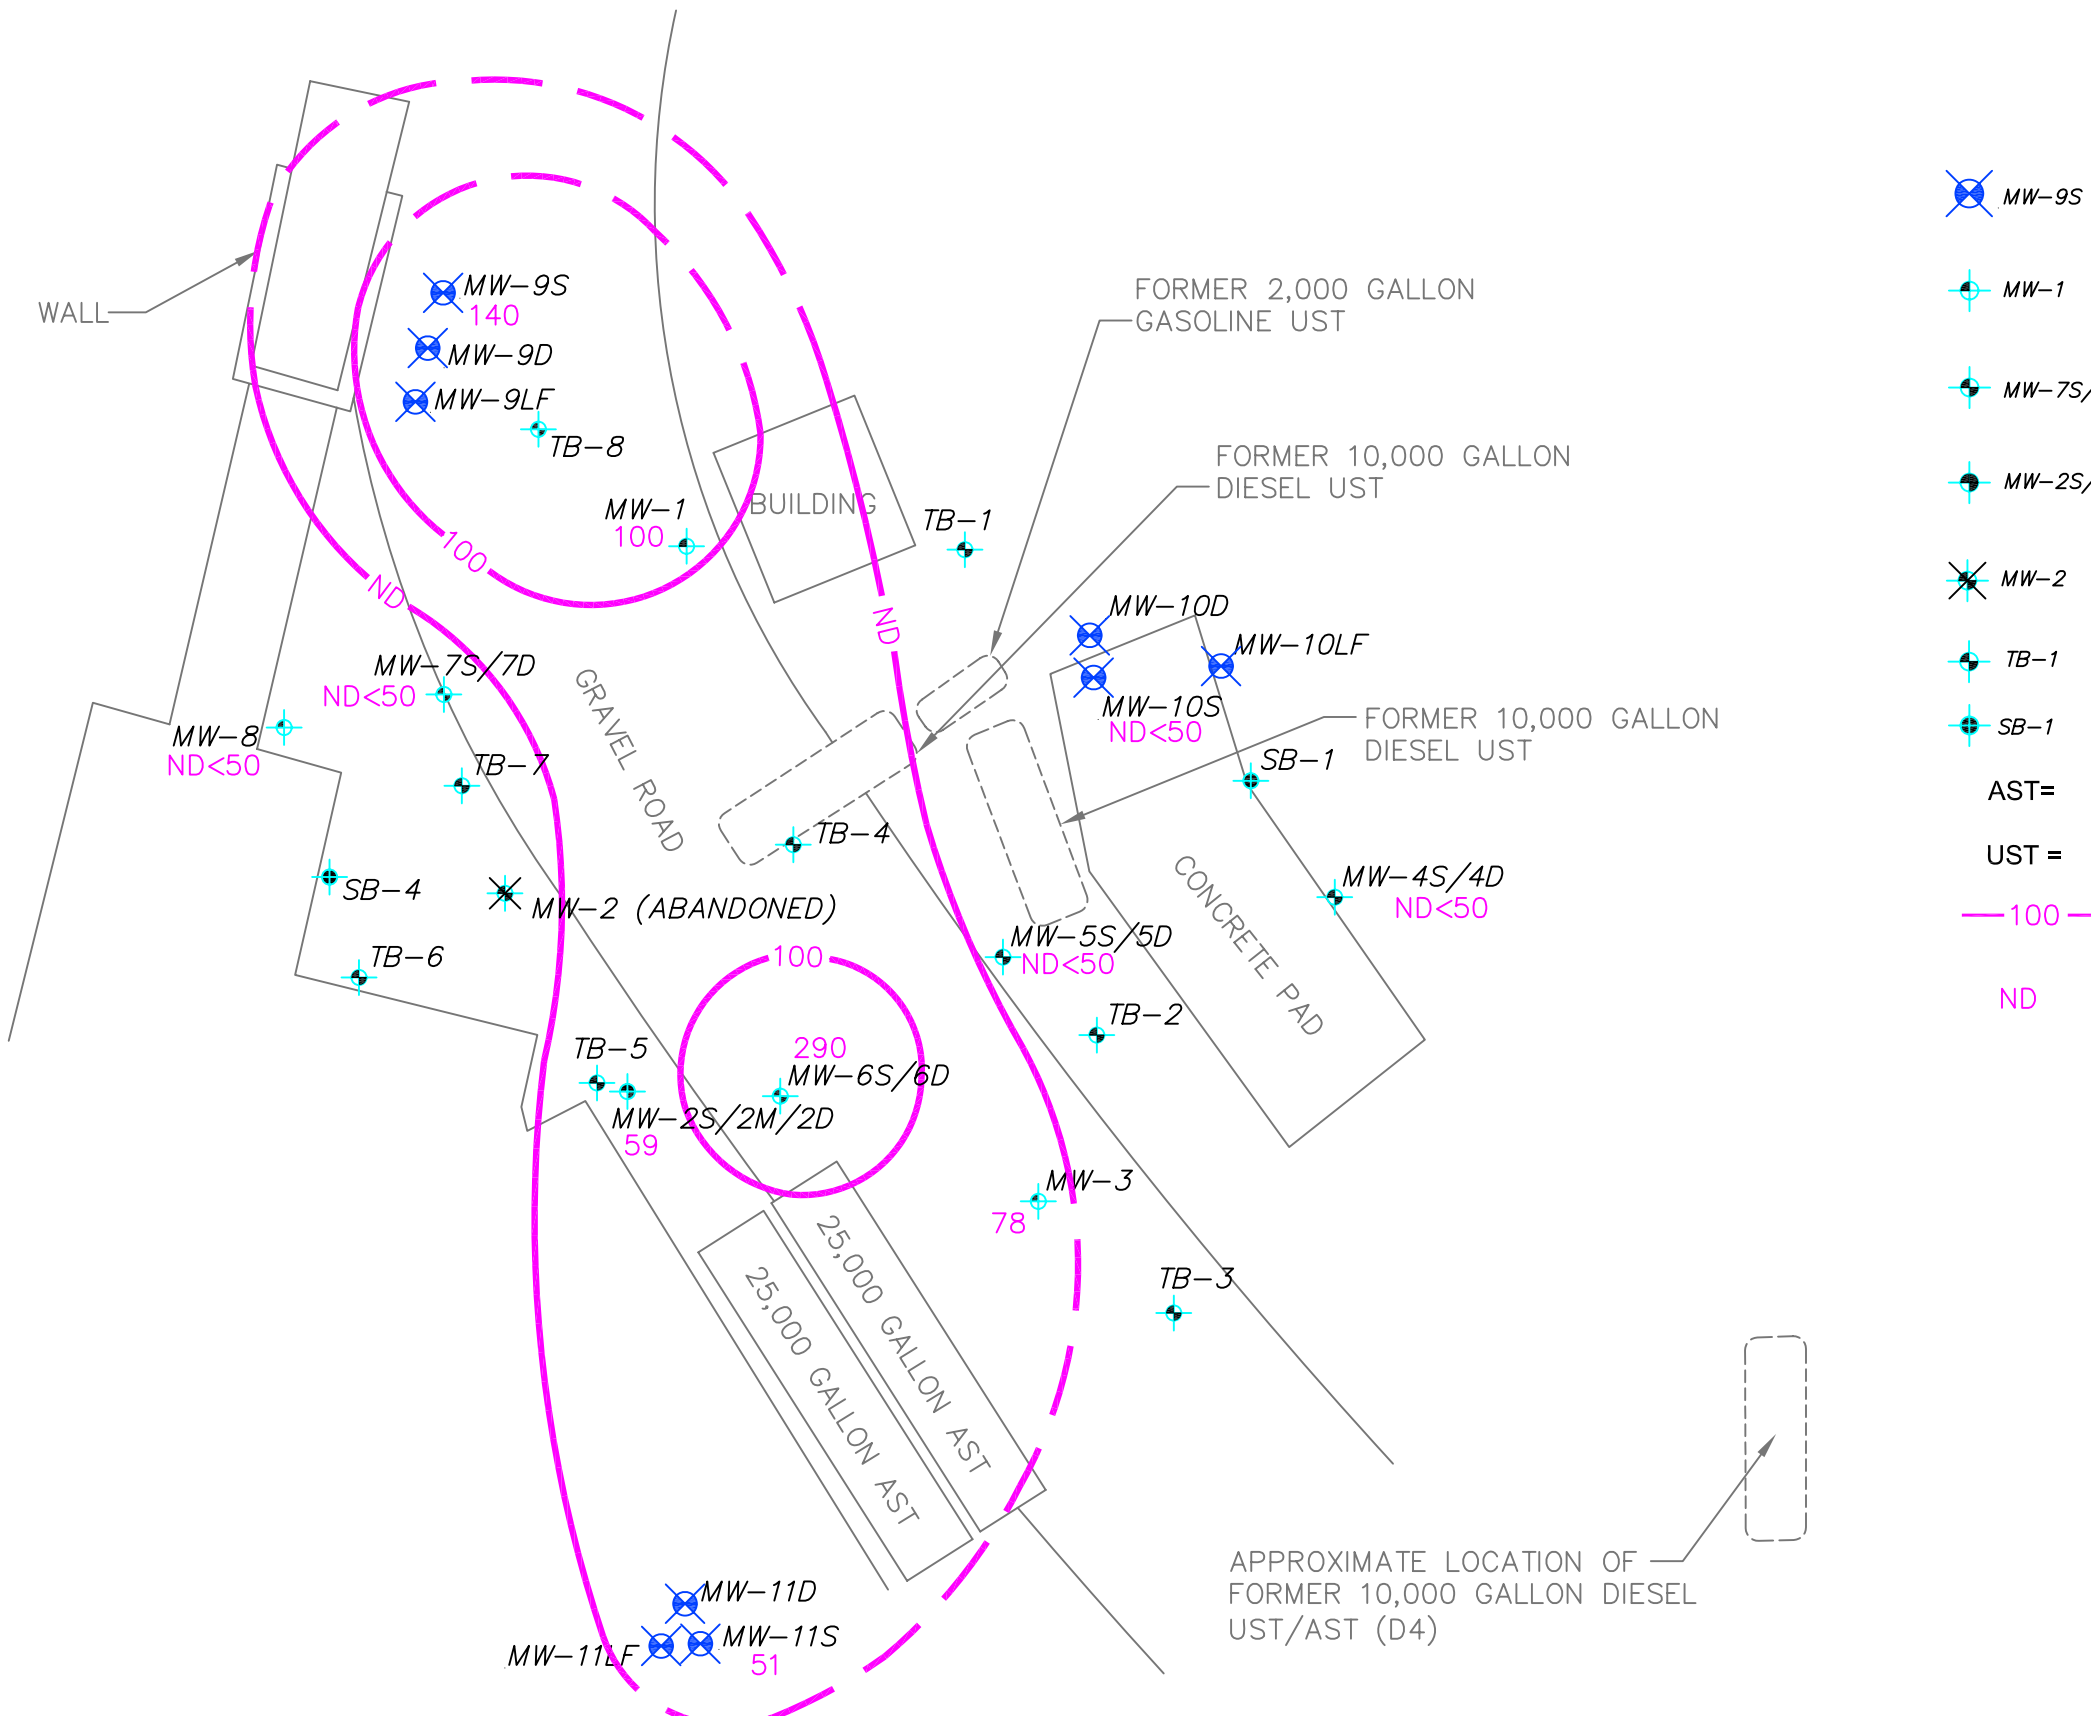 MW-9S
WALL
MW-9S
140
MW-9D
MW-9LF
TB-8
FORMER 2,000 GALLON
GASOLINE UST
MW-1
MW-7S/
FORMER 10,000 GALLON
DIESEL UST
MW-2S/
MW-1
100
BUILDING
TB-1
100
ND
ND
MW-2
MW-10D
MW-10LF
MW-10S
ND<50
TB-1
MW-7S/7D
ND<50
MW-8
ND<50
GRAVEL ROAD
FORMER 10,000 GALLON
DIESEL UST
SB-1
SB-1
TB-7
AST=
TB-4
UST =
SB-4
MW-2 (ABANDONED)
CONCRETE PAD
MW-4S/4D
ND<50
100
TB-6
100
MW-5S/5D
ND<50
ND
TB-2
TB-5
290
MW-6S/6D
MW-2S/2M/2D
59
MW-3
78
TB-3
25,000 GALLON AST
25,000 GALLON AST
MW-11D
MW-11S
51
MW-11LF
APPROXIMATE LOCATION OF
FORMER 10,000 GALLON DIESEL
UST/AST (D4)